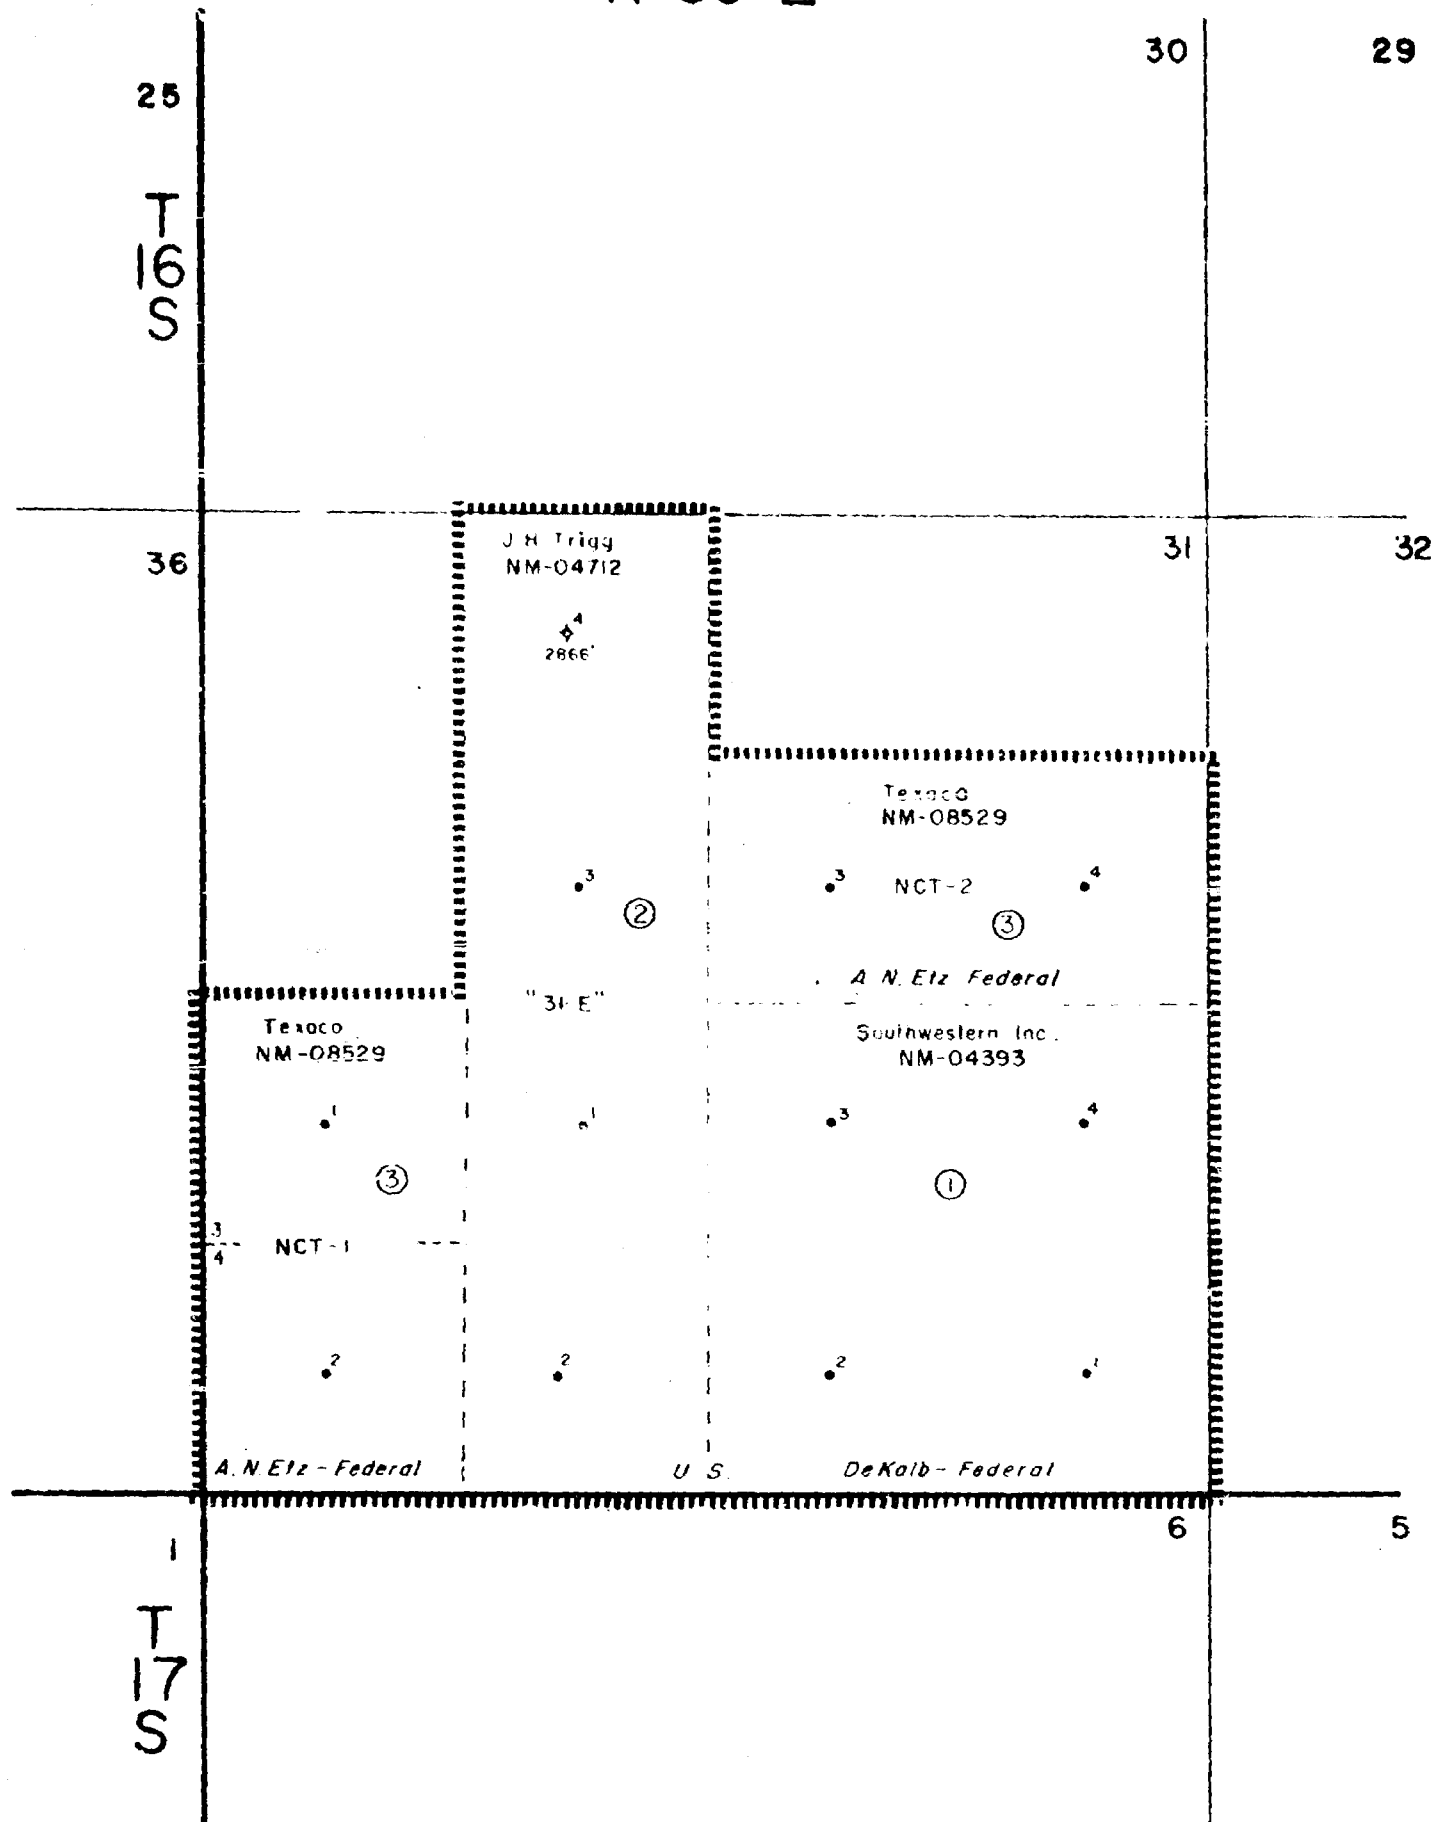 30
29
25
T
16
S
36
31
32
J H Trigg
NM-04712
4
2866'
Texaco
NM-08529
3
3
NCT-2
4
2
3
A N. Etz Federal
"31-E"
Texaco
NM-08529
Southwestern Inc.
NM-04393
1
1
3
4
3
1
3
4
NCT-1
2
2
2
1
A. N. Etz - Federal
U S.
DeKalb - Federal
1
6
5
T
17
S